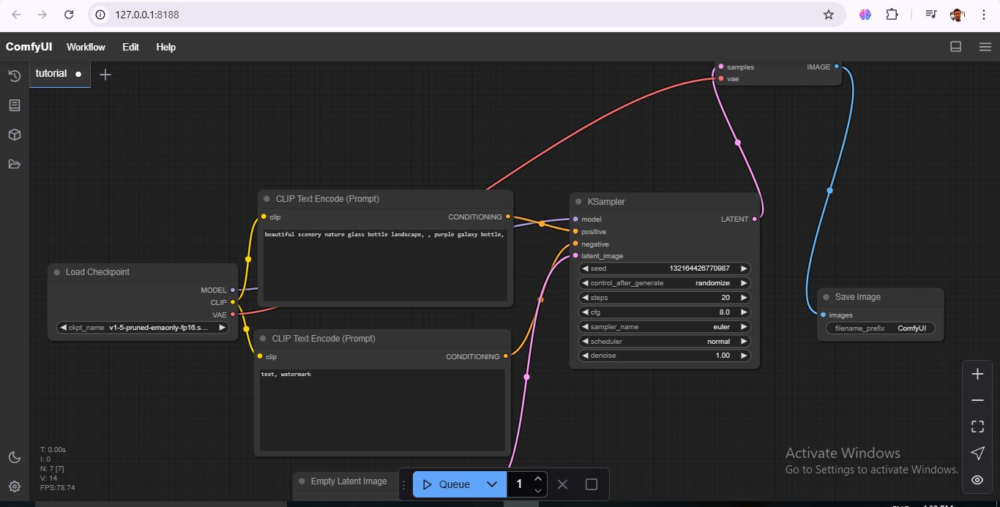 127.0.0.1:8188
ComfyUI Workflow Edit Help
tutorial
samples IMAGE
vae
CLIP Text Encode (Prompt)
clip CONDITIONING
beautiful scenery nature glass bottle landscape, , purple galaxy bottle,
KSampler
model LATENT
positive
negative
latent_image
seed 132164426770987
control_after_generate randomize
steps 20
cfg 8.0
sampler_name euler
scheduler normal
denoise 1.00
Load Checkpoint
MODEL
CLIP
VAE
ckpt_name v1-5-pruned-emaonly-fp16.s...
Save Image
images
filename_prefix ComfyUI
CLIP Text Encode (Prompt)
clip CONDITIONING
text, watermark
T: 0.00s
I: 0
N: 7 [7]
V: 14
FPS:78.74
Empty Latent Image
Queue 1
Activate Windows
Go to Settings to activate Windows.